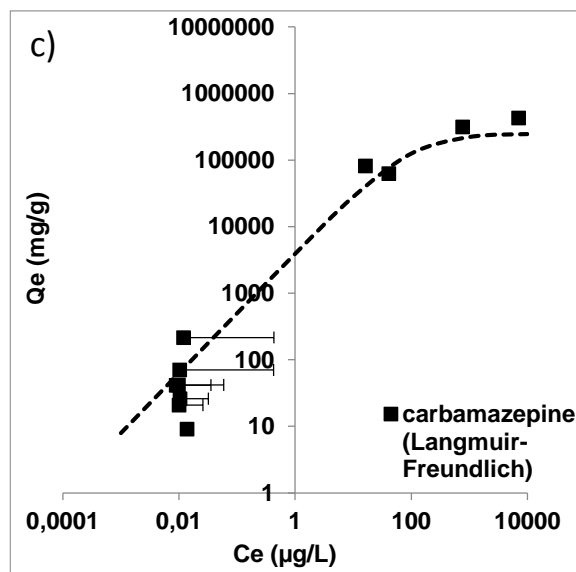 c)
10000000
1000000
100000
10000
1000
100
10
1
Qe (mg/g)
carbamazepine
(Langmuir-
Freundlich)
0,0001
0,01
1
100
10000
Ce (µg/L)